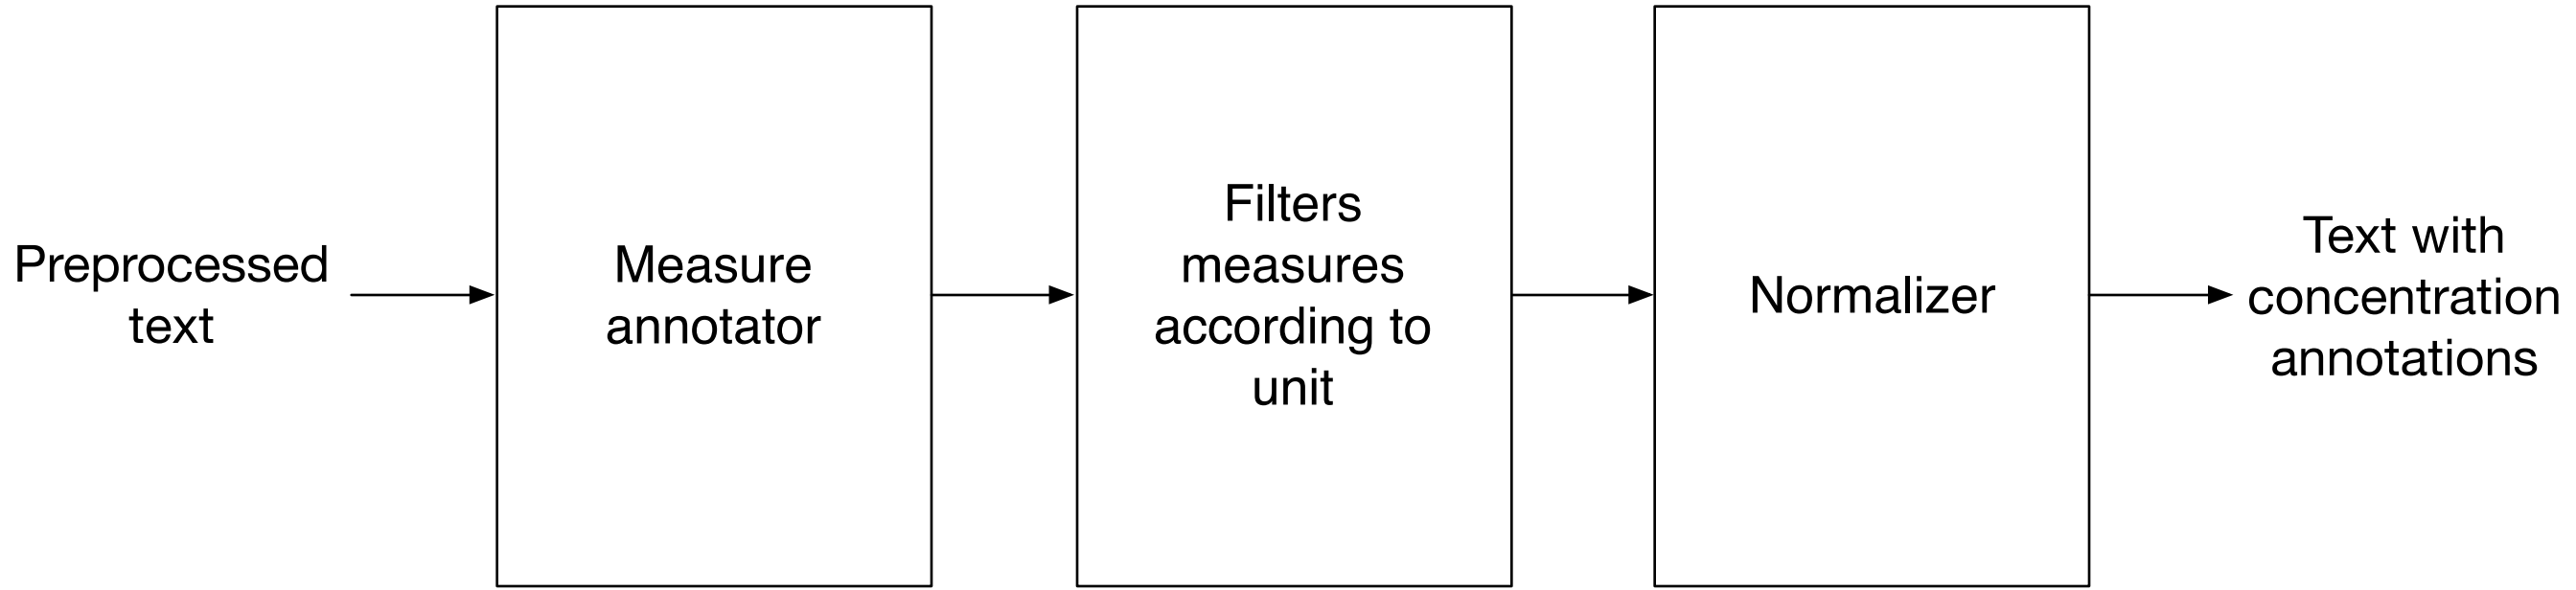 Preprocessed
text
Measure
annotator
Filters
measures
according to
unit
Normalizer
Text with
concentration
annotations